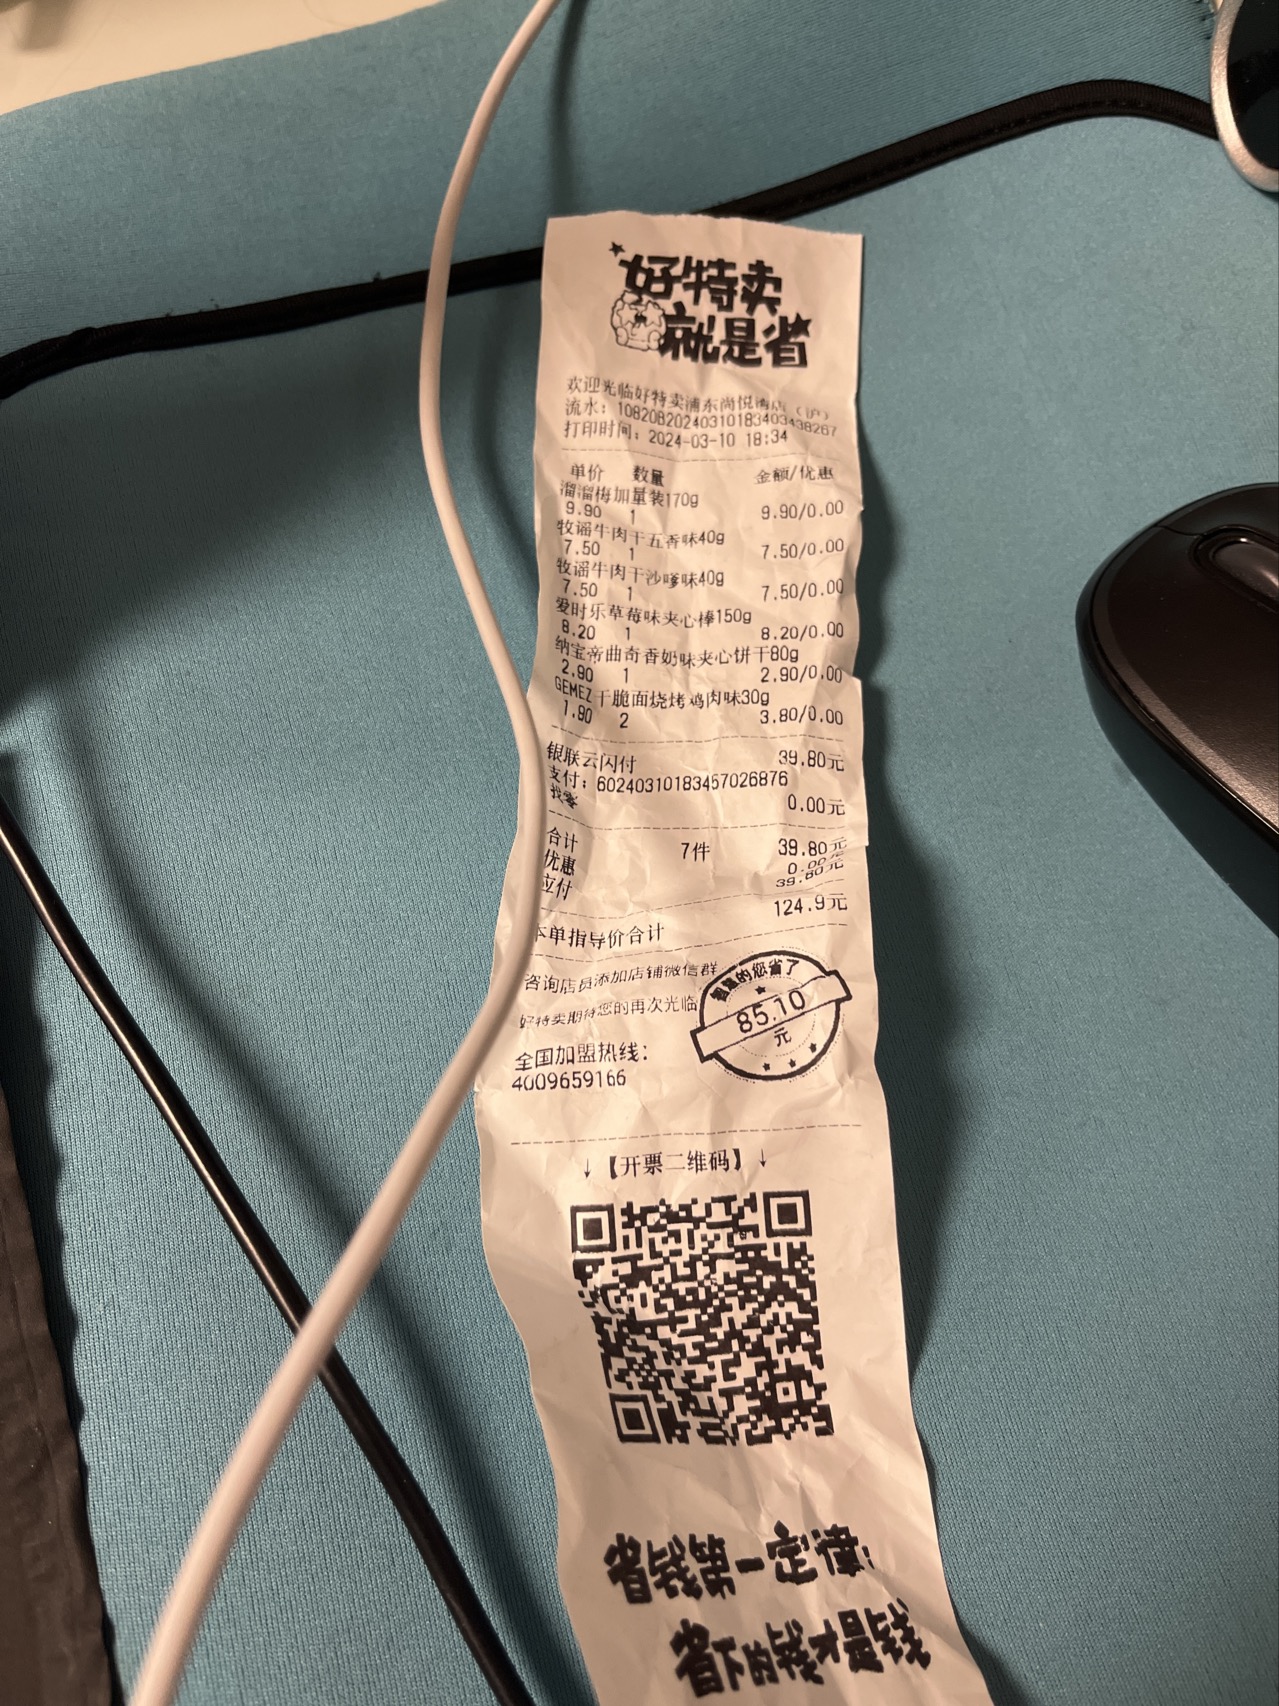 好特卖
就是省
欢迎光临好特卖浦东尚悦湾店（沪）
流水：10820820240310183403438267
打印时间：2024-03-10 18:34
单价 数量 金额/优惠
溜溜梅加量装170g
9.90 1 9.90/0.00
牧谣牛肉干五香味40g
7.50 1 7.50/0.00
牧谣牛肉干沙嗲味40g
7.50 1 7.50/0.00
爱时乐草莓味夹心棒150g
8.20 1 8.20/0.00
纳宝帝曲奇香奶味夹心饼干80g
2.90 1 2.90/0.00
GEMEZ干脆面烧烤鸡肉味30g
1.90 2 3.80/0.00
银联云闪付 39.80元
支付：60240310183457026876
找零 0.00元
合计 7件 39.80元
优惠 0.00元
应付 39.80元
本单指导价合计 124.9元
咨询店员添加店铺微信群
好特卖期待您的再次光临
的您省了
85.10
元
全国加盟热线：
4009659166
↓【开票二维码】↓
省钱第一定律：
省下的钱才是钱